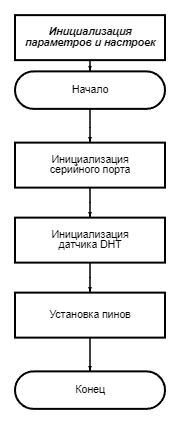 Инициализация
параметров и настроек
Начало
Инициализация
серийного порта
Инициализация
датчика DHT
Установка пинов
Конец